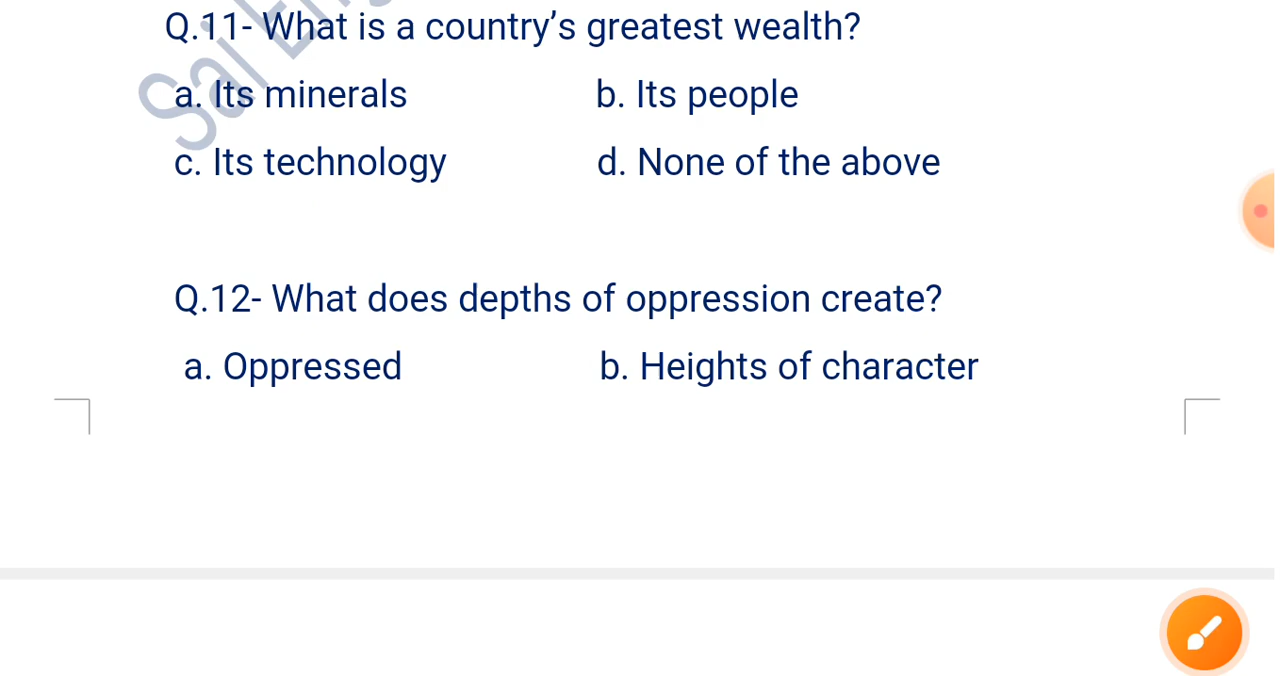 Q.11- What is a country’s greatest wealth?
a. Its minerals b. Its people
c. Its technology d. None of the above
Q.12- What does depths of oppression create?
a. Oppressed b. Heights of character